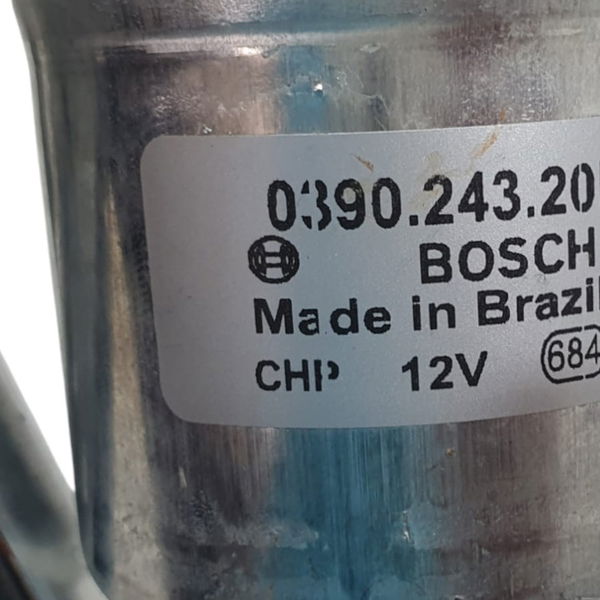 0390.243.20
BOSCH
Made in Brazil
CHP 12V 684